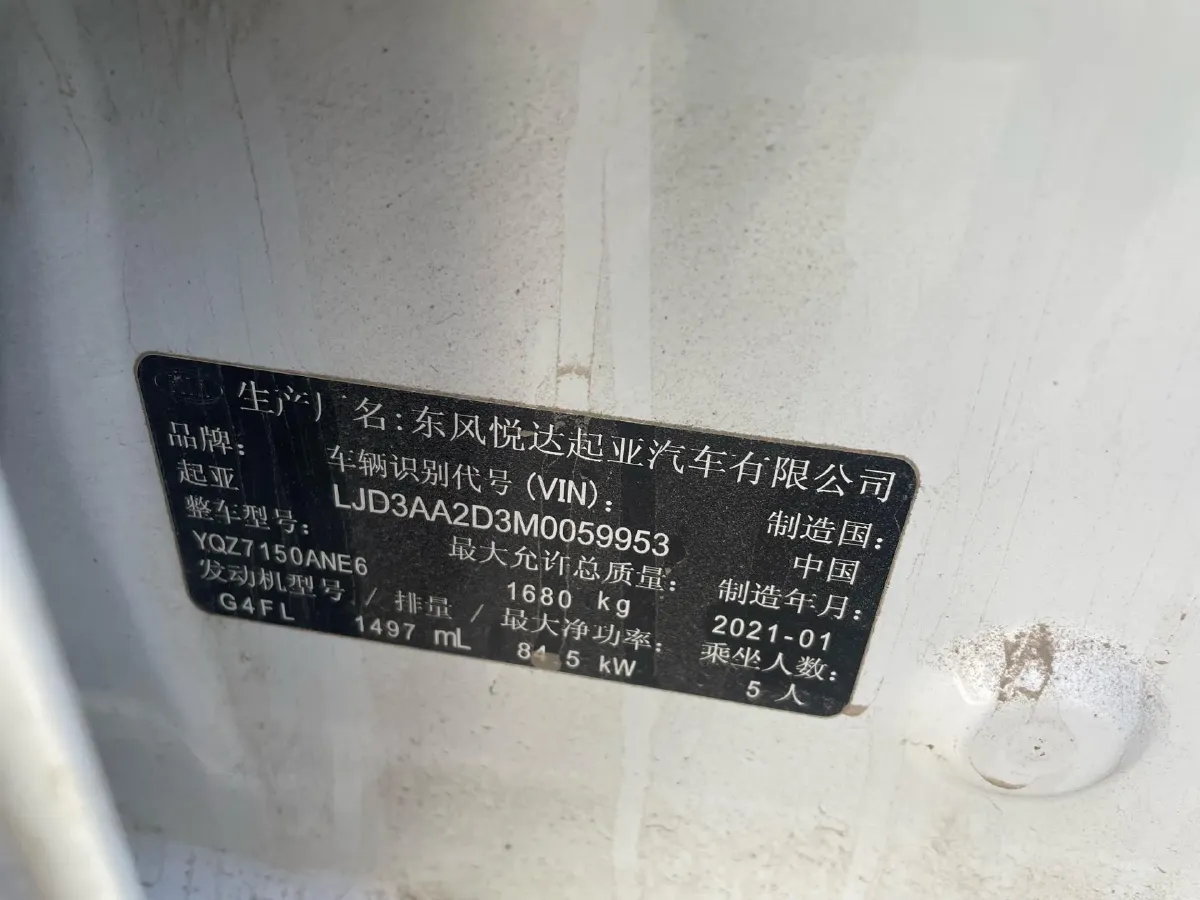 生产厂名:东风悦达起亚汽车有限公司
品牌: 车辆识别代号(VIN): 制造国:
起亚 LJD3AA2D3M0059953 中国
整车型号: 最大允许总质量: 制造年月:
YQZ7150ANE6 1680 kg 2021-01
发动机型号 / 排量 / 最大净功率: 乘坐人数:
G4FL 1497 mL 84.5 kW 5人